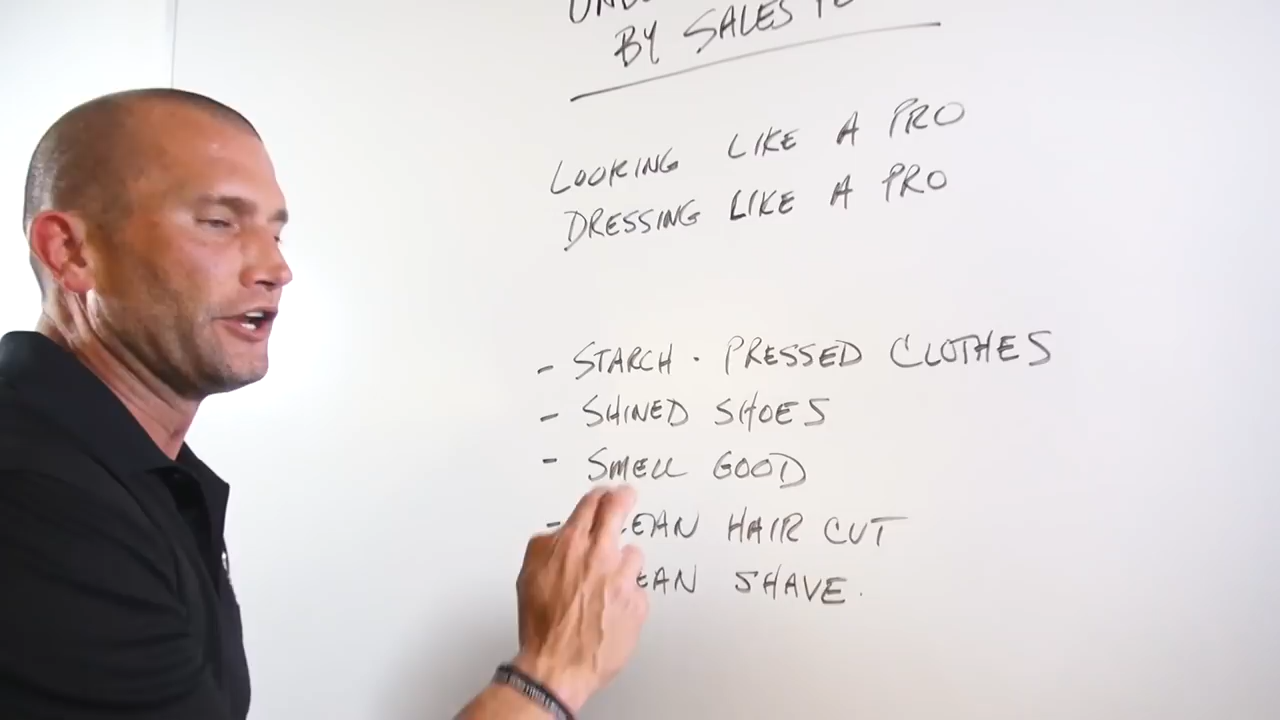 BY SALES
LOOKING LIKE A PRO
DRESSING LIKE A PRO
- STARCH · PRESSED CLOTHES
- SHINED SHOES
- SMELL GOOD
- HAIR CUT
SHAVE.